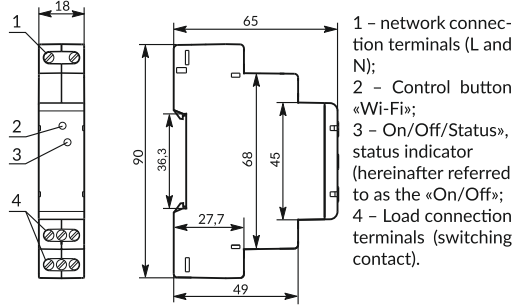 18
1
2
3
4
65
90
36,3
68
45
27,7
49
1 – network connec-
tion terminals (L and
N);
2 – Control button
«Wi-Fi»;
3 – On/Off/Status»,
status indicator
(hereinafter referred
to as the «On/Off»;
4 – Load connection
terminals (switching
contact).